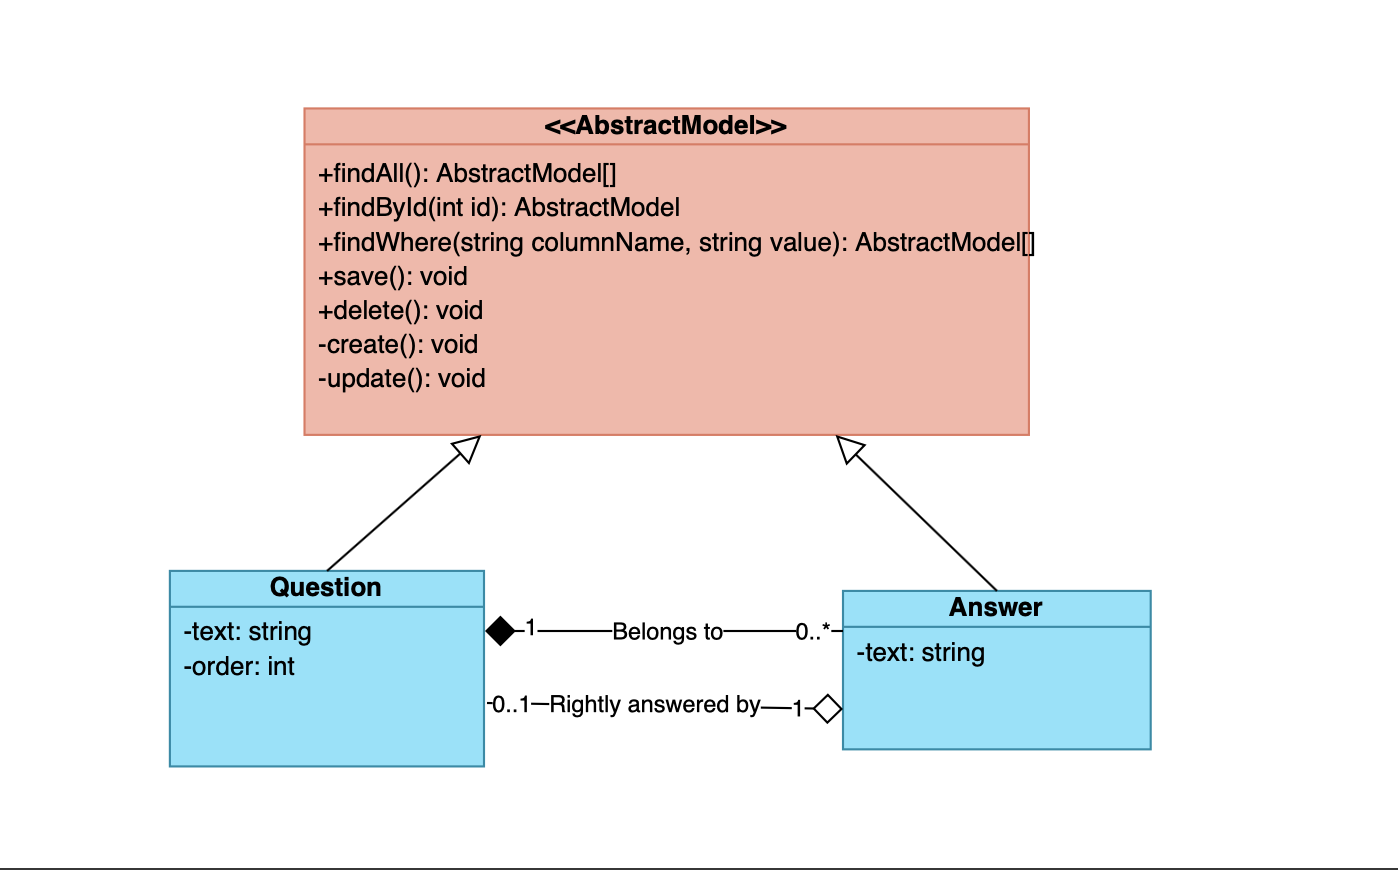 <<AbstractModel>>
+findAll(): AbstractModel[]
+findById(int id): AbstractModel
+findWhere(string columnName, string value): AbstractModel[]
+save(): void
+delete(): void
-create(): void
-update(): void
Question
-text: string
-order: int
1
Belongs to
0..*
0..1
Rightly answered by
1
Answer
-text: string